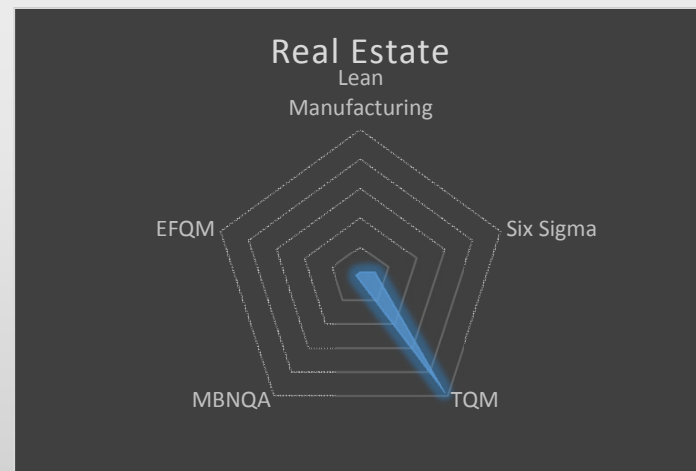 Real Estate
Lean
Manufacturing
EFQM
Six Sigma
MBNQA
TQM